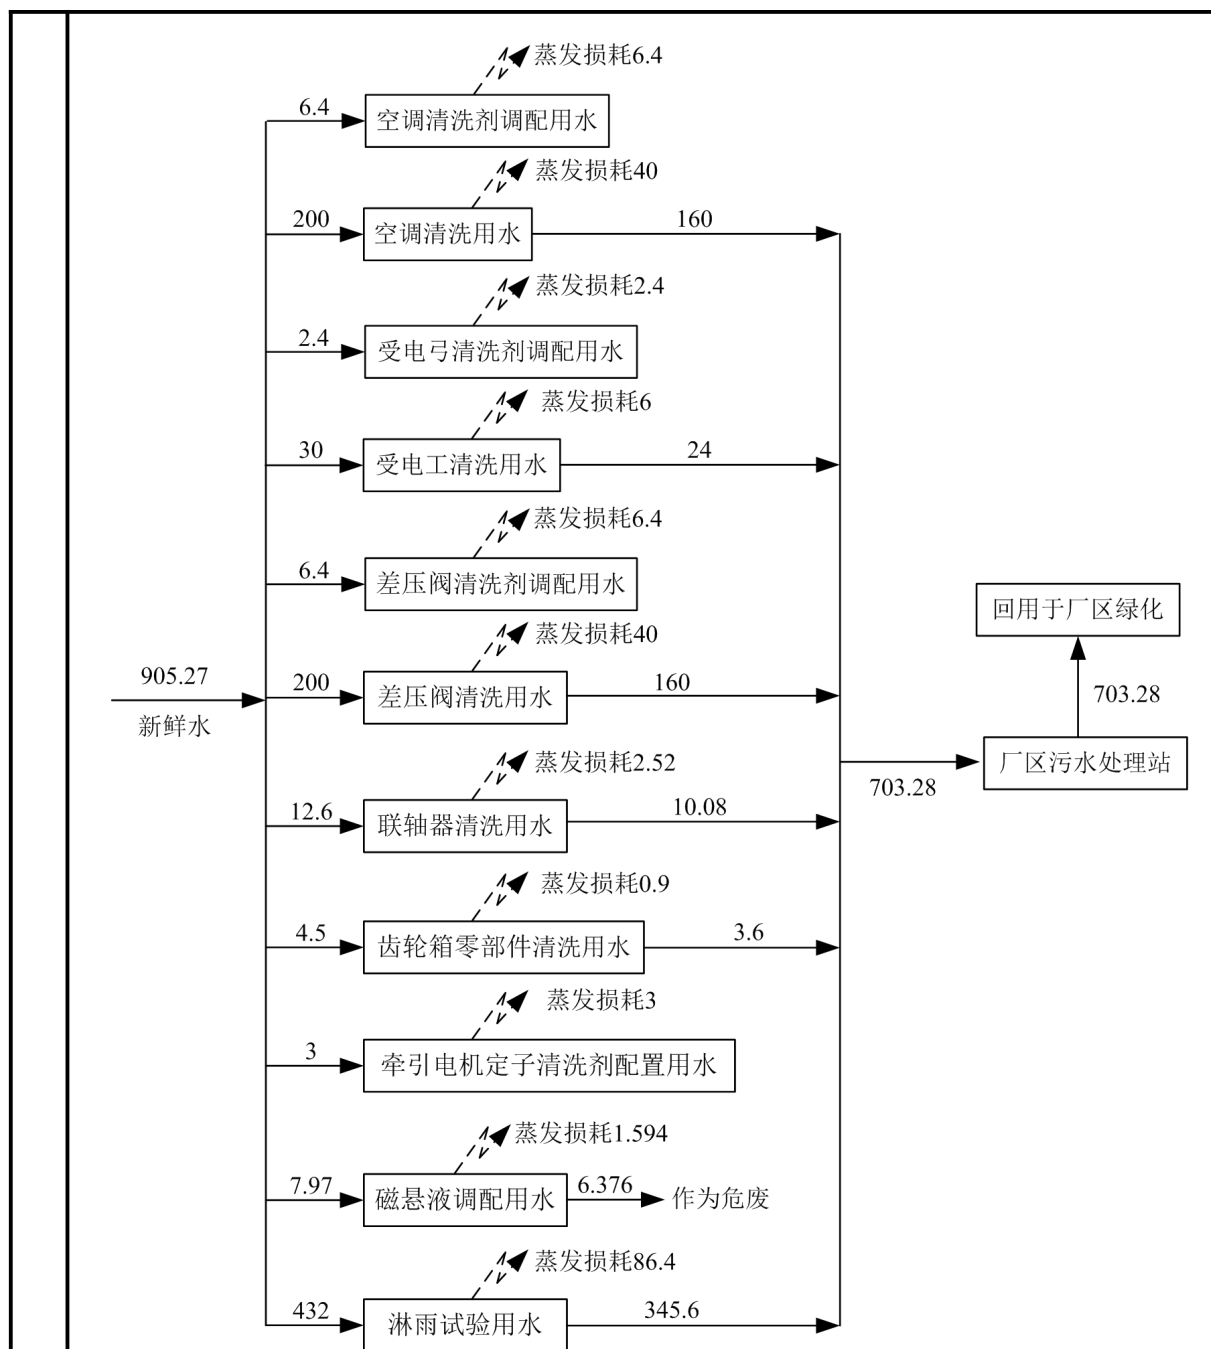 蒸发损耗6.4
6.4
空调清洗剂调配用水
蒸发损耗40
200
空调清洗用水
160
蒸发损耗2.4
2.4
受电弓清洗剂调配用水
蒸发损耗6
30
受电工清洗用水
24
蒸发损耗6.4
6.4
差压阀清洗剂调配用水
回用于厂区绿化
蒸发损耗40
905.27
新鲜水
200
差压阀清洗用水
160
703.28
厂区污水处理站
703.28
蒸发损耗2.52
12.6
联轴器清洗用水
10.08
蒸发损耗0.9
4.5
齿轮箱零部件清洗用水
3.6
蒸发损耗3
3
牵引电机定子清洗剂配置用水
蒸发损耗1.594
7.97
磁悬液调配用水
6.376
作为危废
蒸发损耗86.4
432
淋雨试验用水
345.6